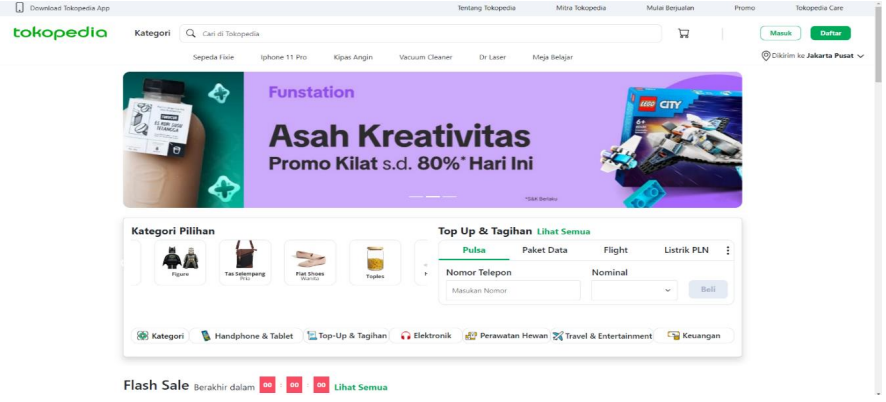 Download Tokopedia App Tentang Tokopedia Mitra Tokopedia Mulai Berjualan Promo Tokopedia Care
tokopedia Kategori Cari di Tokopedia Masuk Daftar
Sepeda Fixie Iphone 11 Pro Kipas Angin Vacuum Cleaner Dr Laser Meja Belajar Dikirim ke Jakarta Pusat
Funstation
Asah Kreativitas
Promo Kilat s.d. 80%* Hari Ini
*S&K Berlaku
LEGO CITY
6+
Kategori Pilihan
Figure
Tas Selempang
Pria
Flat Shoes
Wanita
Toples
Top Up & Tagihan Lihat Semua
Pulsa Paket Data Flight Listrik PLN
Nomor Telepon Nominal
Masukan Nomor Beli
Kategori Handphone & Tablet Top-Up & Tagihan Elektronik Perawatan Hewan Travel & Entertainment Keuangan
Flash Sale Berakhir dalam 00 : 00 : 00 Lihat Semua